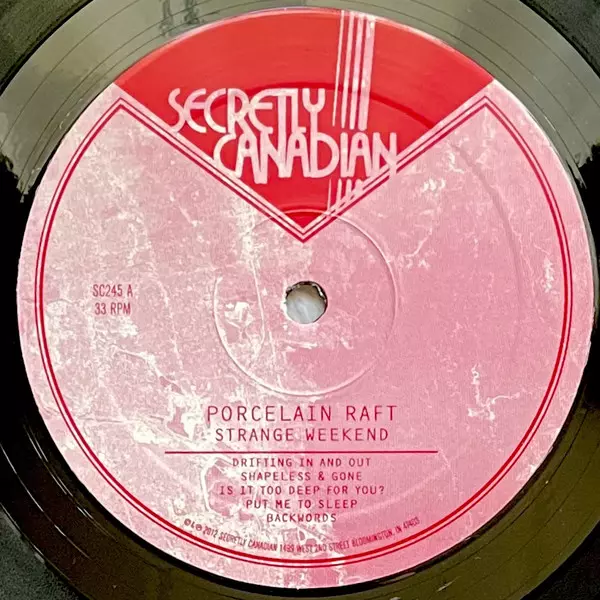 SECRETLY
CANADIAN
SC245 A
33 RPM
PORCELAIN RAFT
STRANGE WEEKEND
DRIFTING IN AND OUT
SHAPELESS & GONE
IS IT TOO DEEP FOR YOU?
PUT ME TO SLEEP
BACKWORDS
©℗ 2012 SECRETLY CANADIAN 1499 WEST 2ND STREET BLOOMINGTON, IN 47403